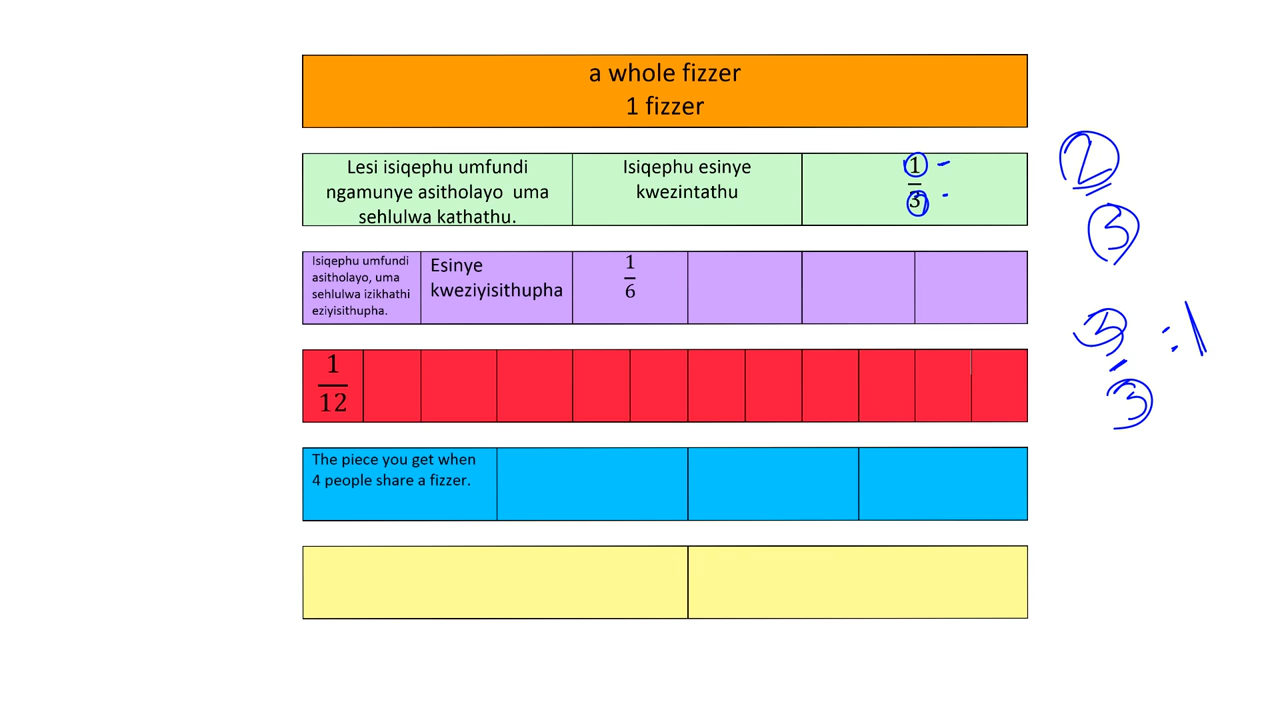 a whole fizzer
1 fizzer
Lesi isiqephu umfundi
ngamunye asitholayo uma
sehlulwa kathathu.
Isiqephu esinye
kwezintathu
1
3
2
3
Isiqephu umfundi
asitholayo, uma
sehlulwa izikhathi
eziyisithupha.
Esinye
kweziyisithupha
1
6
3
3
=1
1
12
The piece you get when
4 people share a fizzer.